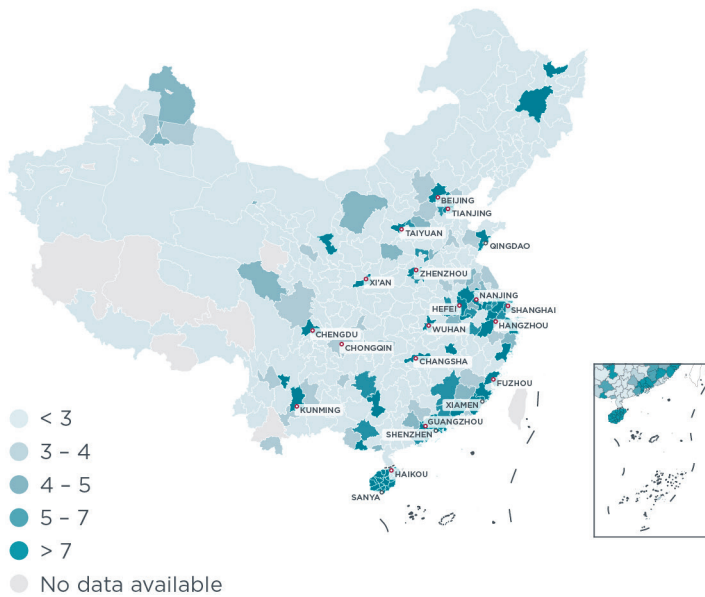 BEIJING
TIANJING
TAIYUAN
QINGDAO
ZHENZHOU
XI'AN
NANJING
HEFEI
SHANGHAI
HANGZHOU
CHENGDU
WUHAN
CHONGQIN
CHANGSHA
FUZHOU
XIAMEN
KUNMING
GUANGZHOU
SHENZHEN
HAIKOU
SANYA
< 3
3 – 4
4 – 5
5 – 7
> 7
No data available